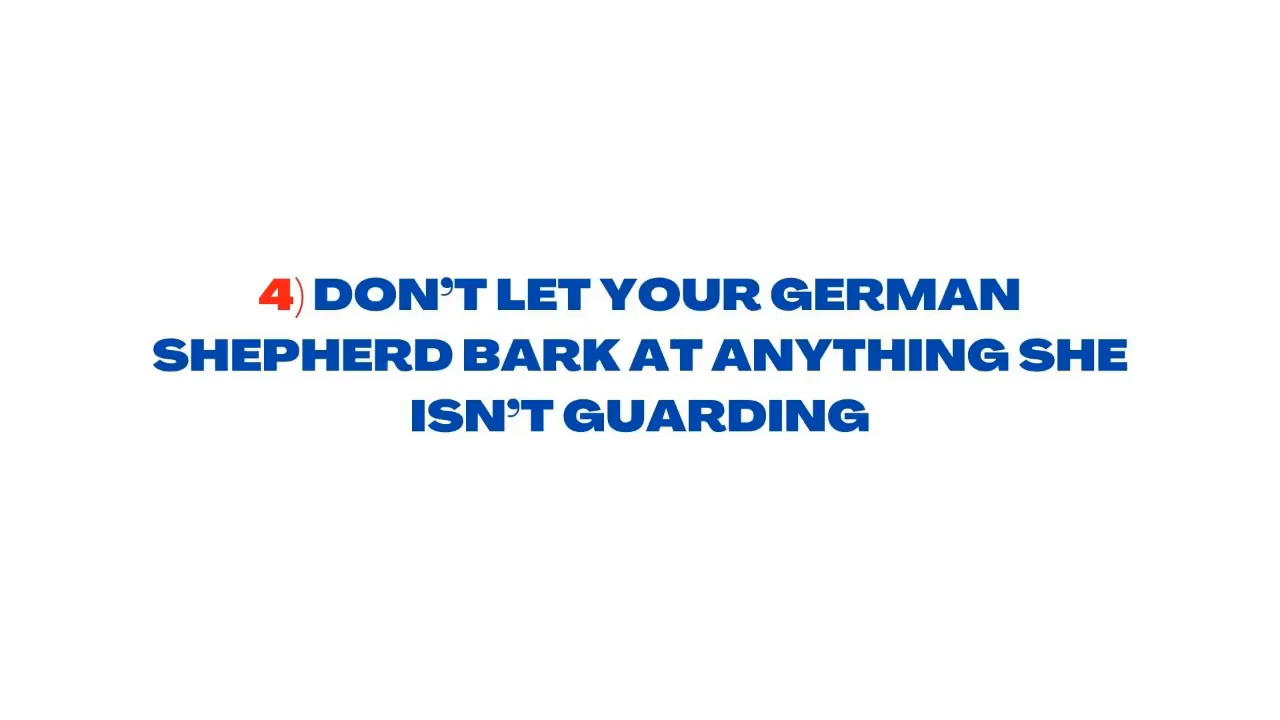 4) DON'T LET YOUR GERMAN
SHEPHERD BARK AT ANYTHING SHE
ISN'T GUARDING